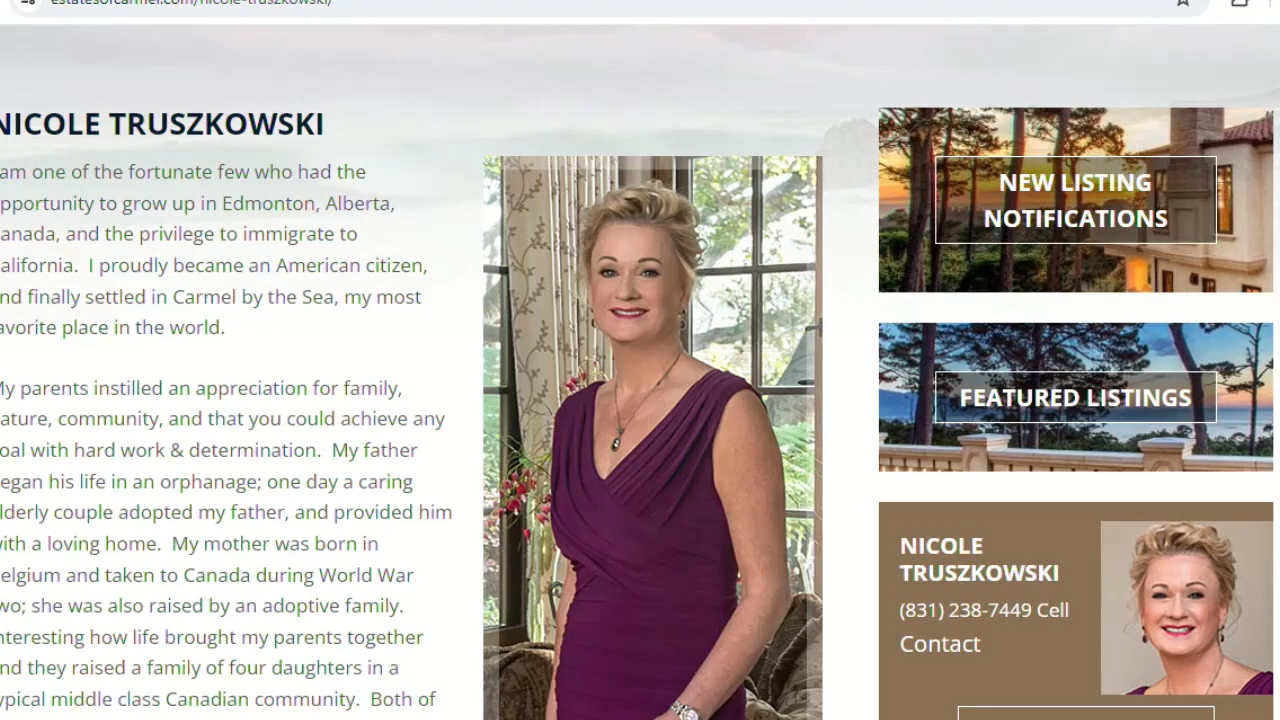 estatesofcarmel.com/nicole-truszkowski/
NICOLE TRUSZKOWSKI
am one of the fortunate few who had the
pportunity to grow up in Edmonton, Alberta,
anada, and the privilege to immigrate to
alifornia.  I proudly became an American citizen,
nd finally settled in Carmel by the Sea, my most
avorite place in the world.
My parents instilled an appreciation for family,
ature, community, and that you could achieve any
oal with hard work & determination.  My father
egan his life in an orphanage; one day a caring
lderly couple adopted my father, and provided him
with a loving home.  My mother was born in
elgium and taken to Canada during World War
wo; she was also raised by an adoptive family.
nteresting how life brought my parents together
nd they raised a family of four daughters in a
ypical middle class Canadian community.  Both of
NEW LISTING
NOTIFICATIONS
FEATURED LISTINGS
NICOLE
TRUSZKOWSKI
(831) 238-7449 Cell
Contact